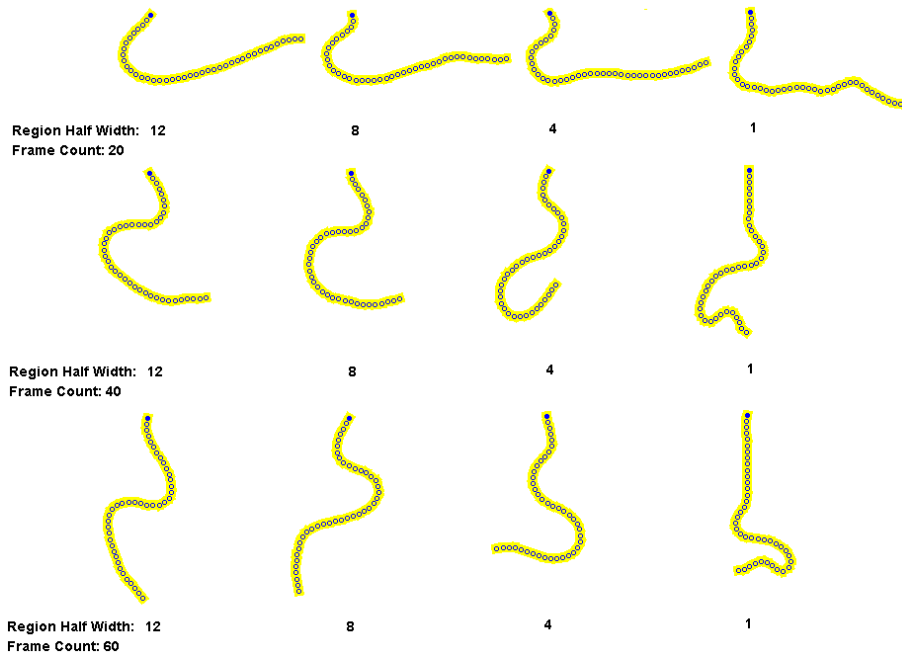 Region Half Width: 12 8 4 1
Frame Count: 20
Region Half Width: 12 8 4 1
Frame Count: 40
Region Half Width: 12 8 4 1
Frame Count: 60